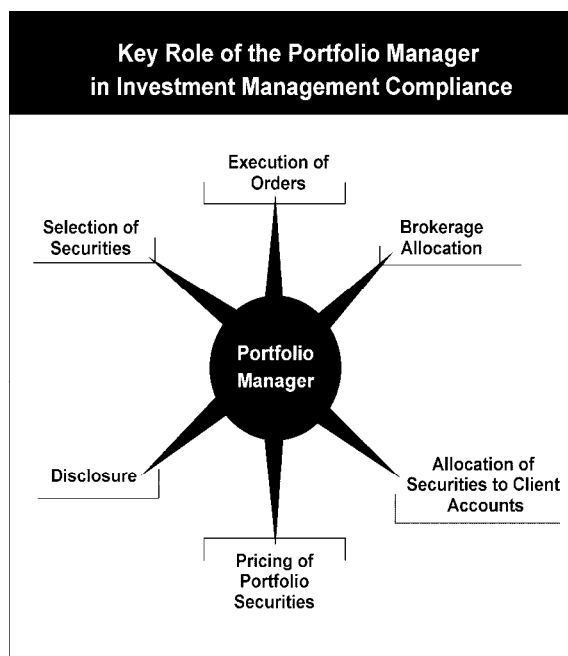 Key Role of the Portfolio Manager
in Investment Management Compliance
Execution of
Orders
Selection of
Securities
Brokerage
Allocation
Portfolio
Manager
Disclosure
Allocation of
Securities to Client
Accounts
Pricing of
Portfolio
Securities